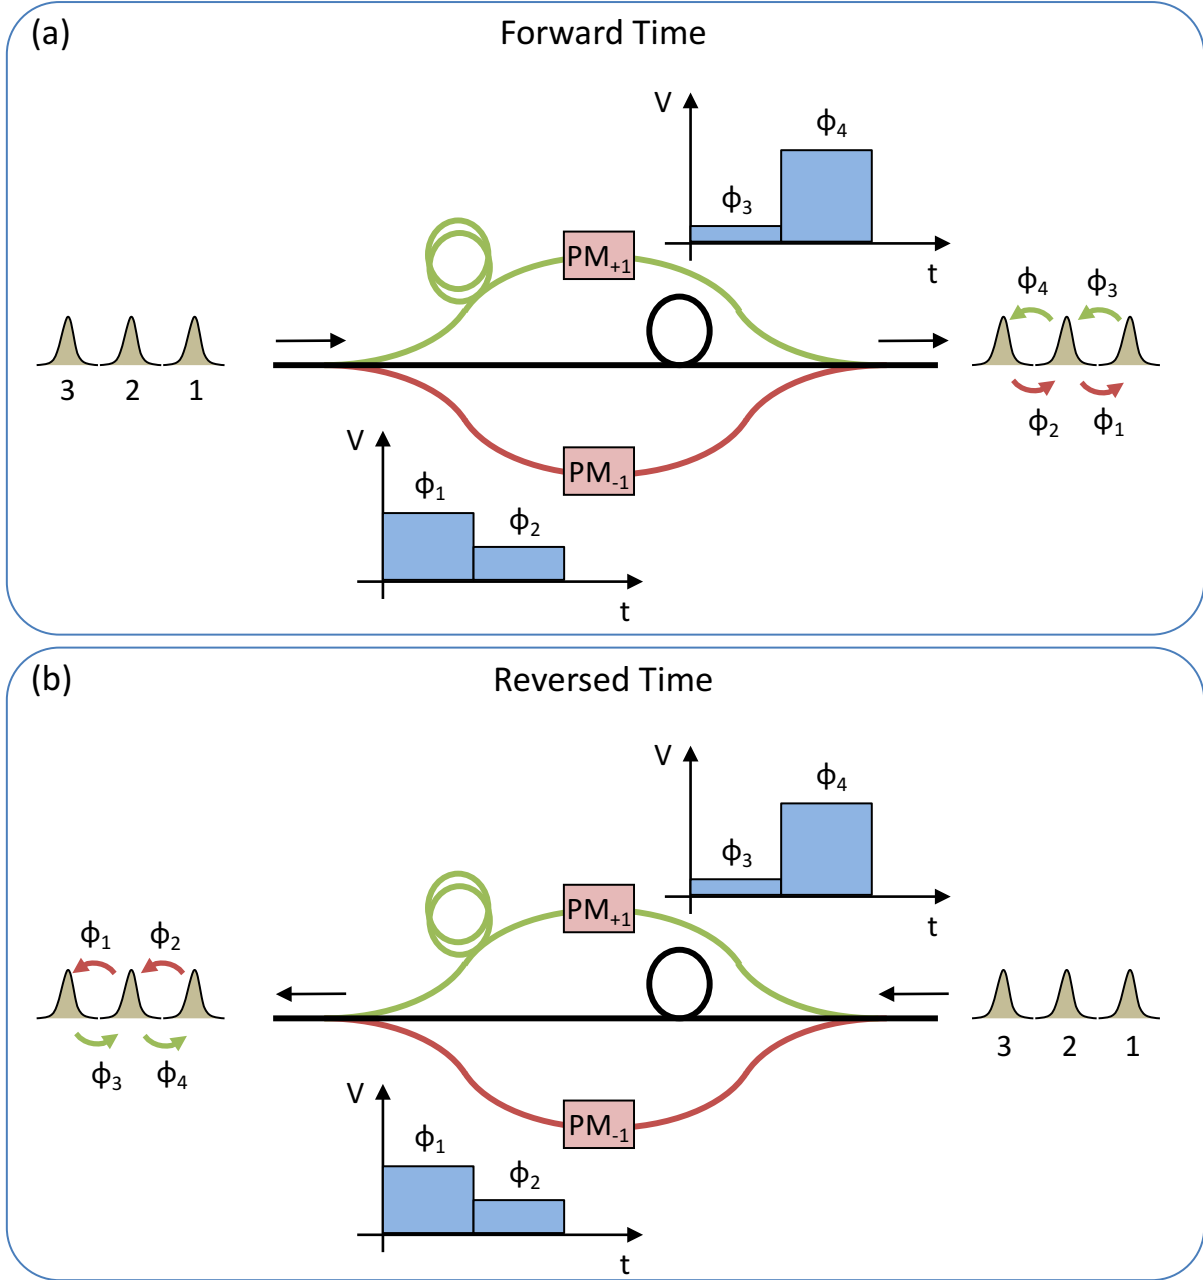 (a)
Forward Time
V
ϕ₄
ϕ₃
PM₊₁
t
ϕ₄ ϕ₃
3 2 1
ϕ₂ ϕ₁
V
ϕ₁
ϕ₂
PM₋₁
t
(b)
Reversed Time
V
ϕ₄
ϕ₃
PM₊₁
t
ϕ₁ ϕ₂
ϕ₃ ϕ₄
3 2 1
V
ϕ₁
ϕ₂
PM₋₁
t